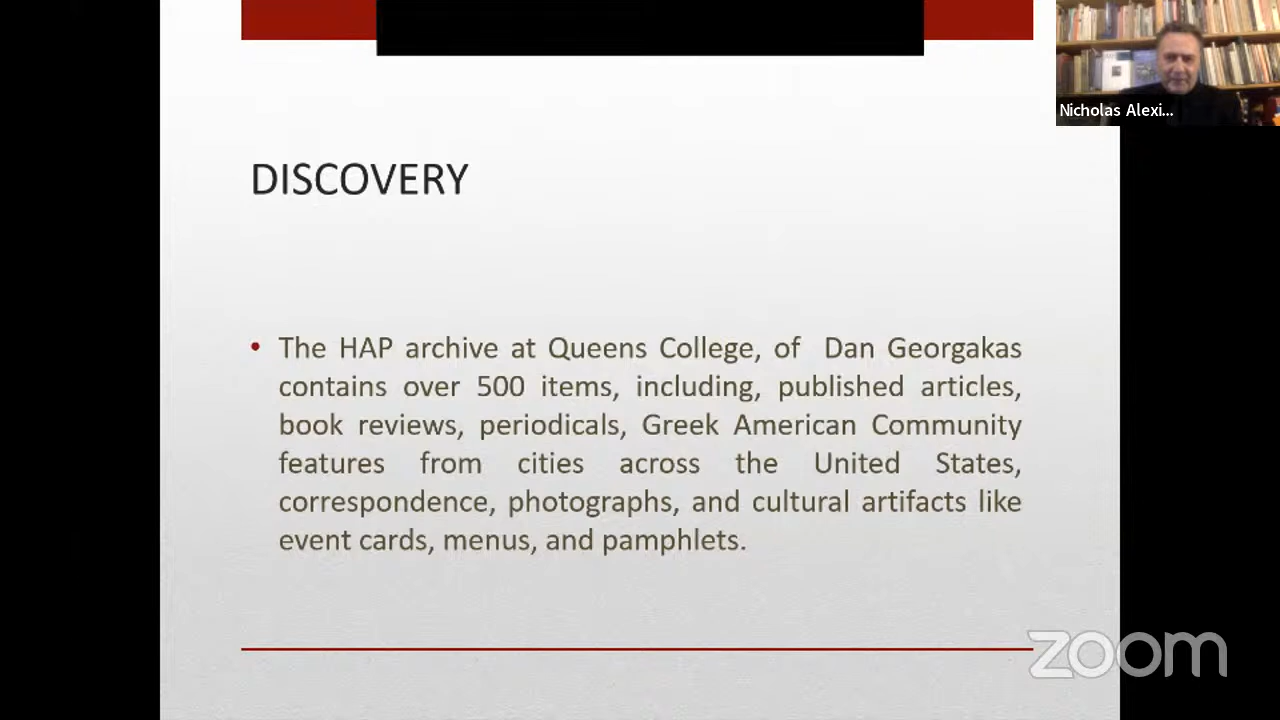 Nicholas Alexi...
DISCOVERY
• The HAP archive at Queens College, of Dan Georgakas
contains over 500 items, including, published articles,
book reviews, periodicals, Greek American Community
features from cities across the United States,
correspondence, photographs, and cultural artifacts like
event cards, menus, and pamphlets.
zoom